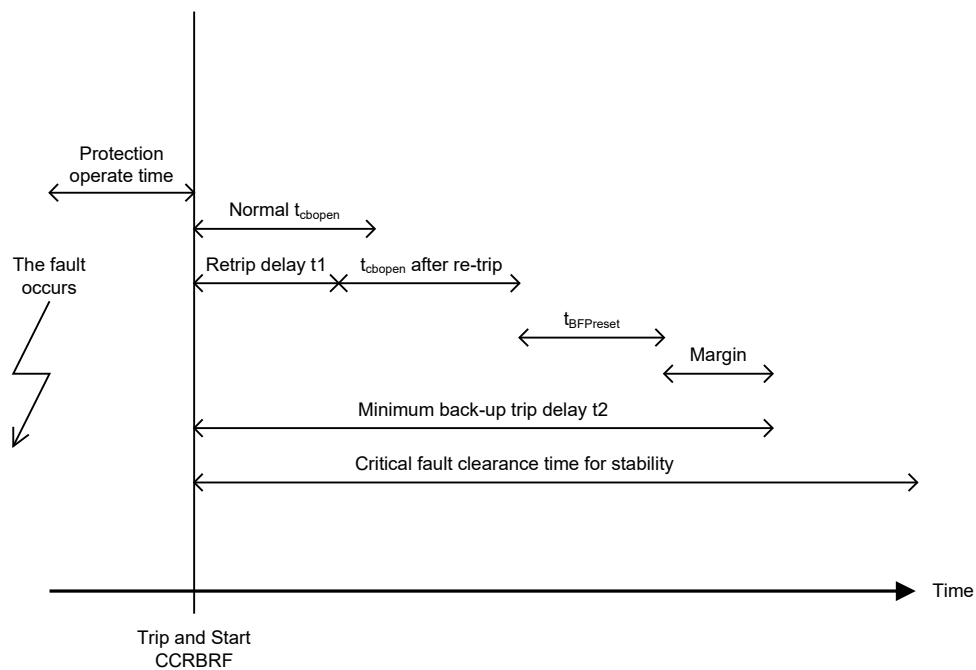 Protection
operate time
Normal tcbopen
The fault
occurs
Retrip delay t1
tcbopen after re-trip
tBFPreset
Margin
Minimum back-up trip delay t2
Critical fault clearance time for stability
Time
Trip and Start
CCRBRF